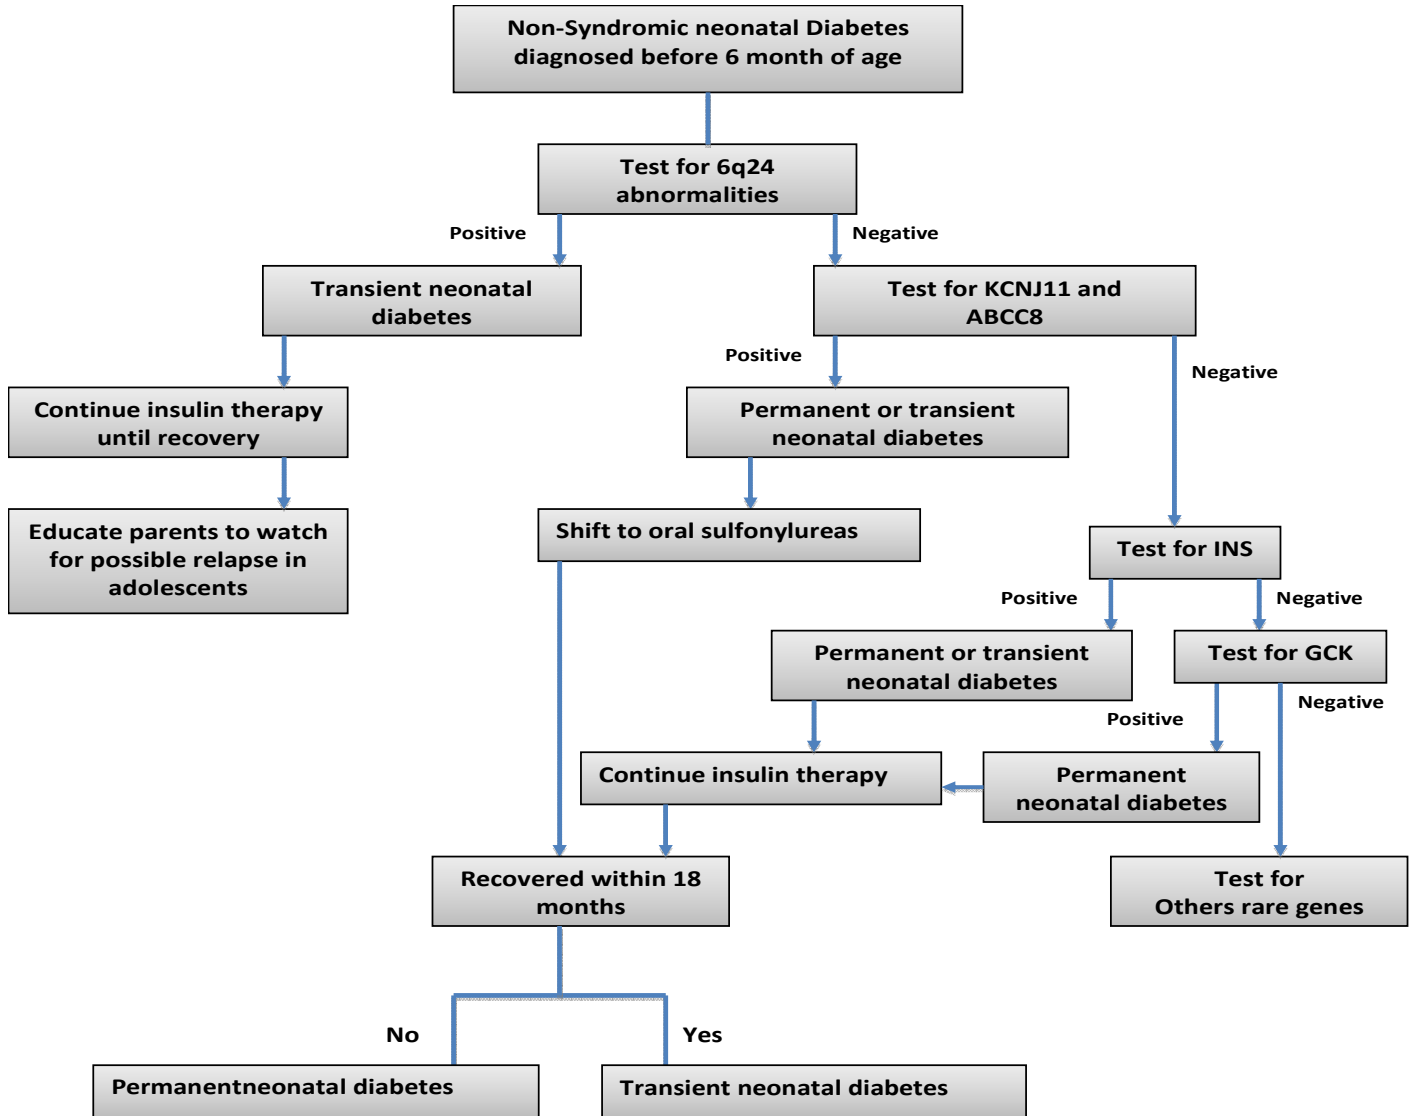 Non-Syndromic neonatal Diabetes
diagnosed before 6 month of age
Test for 6q24
abnormalities
Positive
Negative
Transient neonatal
diabetes
Test for KCNJ11 and
ABCC8
Positive
Negative
Continue insulin therapy
until recovery
Permanent or transient
neonatal diabetes
Educate parents to watch
for possible relapse in
adolescents
Shift to oral sulfonylureas
Test for INS
Positive
Negative
Permanent or transient
neonatal diabetes
Test for GCK
Positive
Negative
Continue insulin therapy
Permanent
neonatal diabetes
Recovered within 18
months
Test for
Others rare genes
No
Yes
Permanentneonatal diabetes
Transient neonatal diabetes